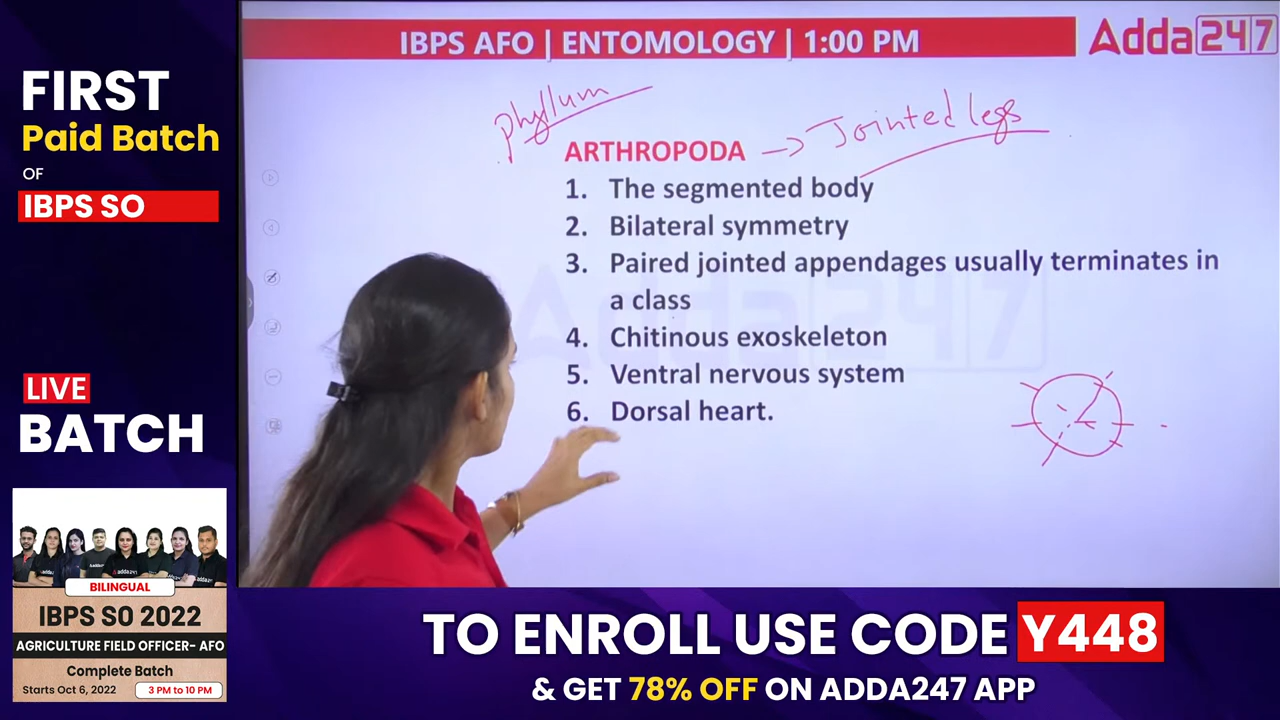 FIRST
Paid Batch
OF
IBPS SO
LIVE
BATCH
BILINGUAL
IBPS SO 2022
AGRICULTURE FIELD OFFICER- AFO
Complete Batch
Starts Oct 6, 2022 3 PM to 10 PM
IBPS AFO | ENTOMOLOGY | 1:00 PM
Adda247
phyllum
ARTHROPODA → Jointed legs
1. The segmented body
2. Bilateral symmetry
3. Paired jointed appendages usually terminates in
a class
4. Chitinous exoskeleton
5. Ventral nervous system
6. Dorsal heart.
TO ENROLL USE CODE Y448
& GET 78% OFF ON ADDA247 APP